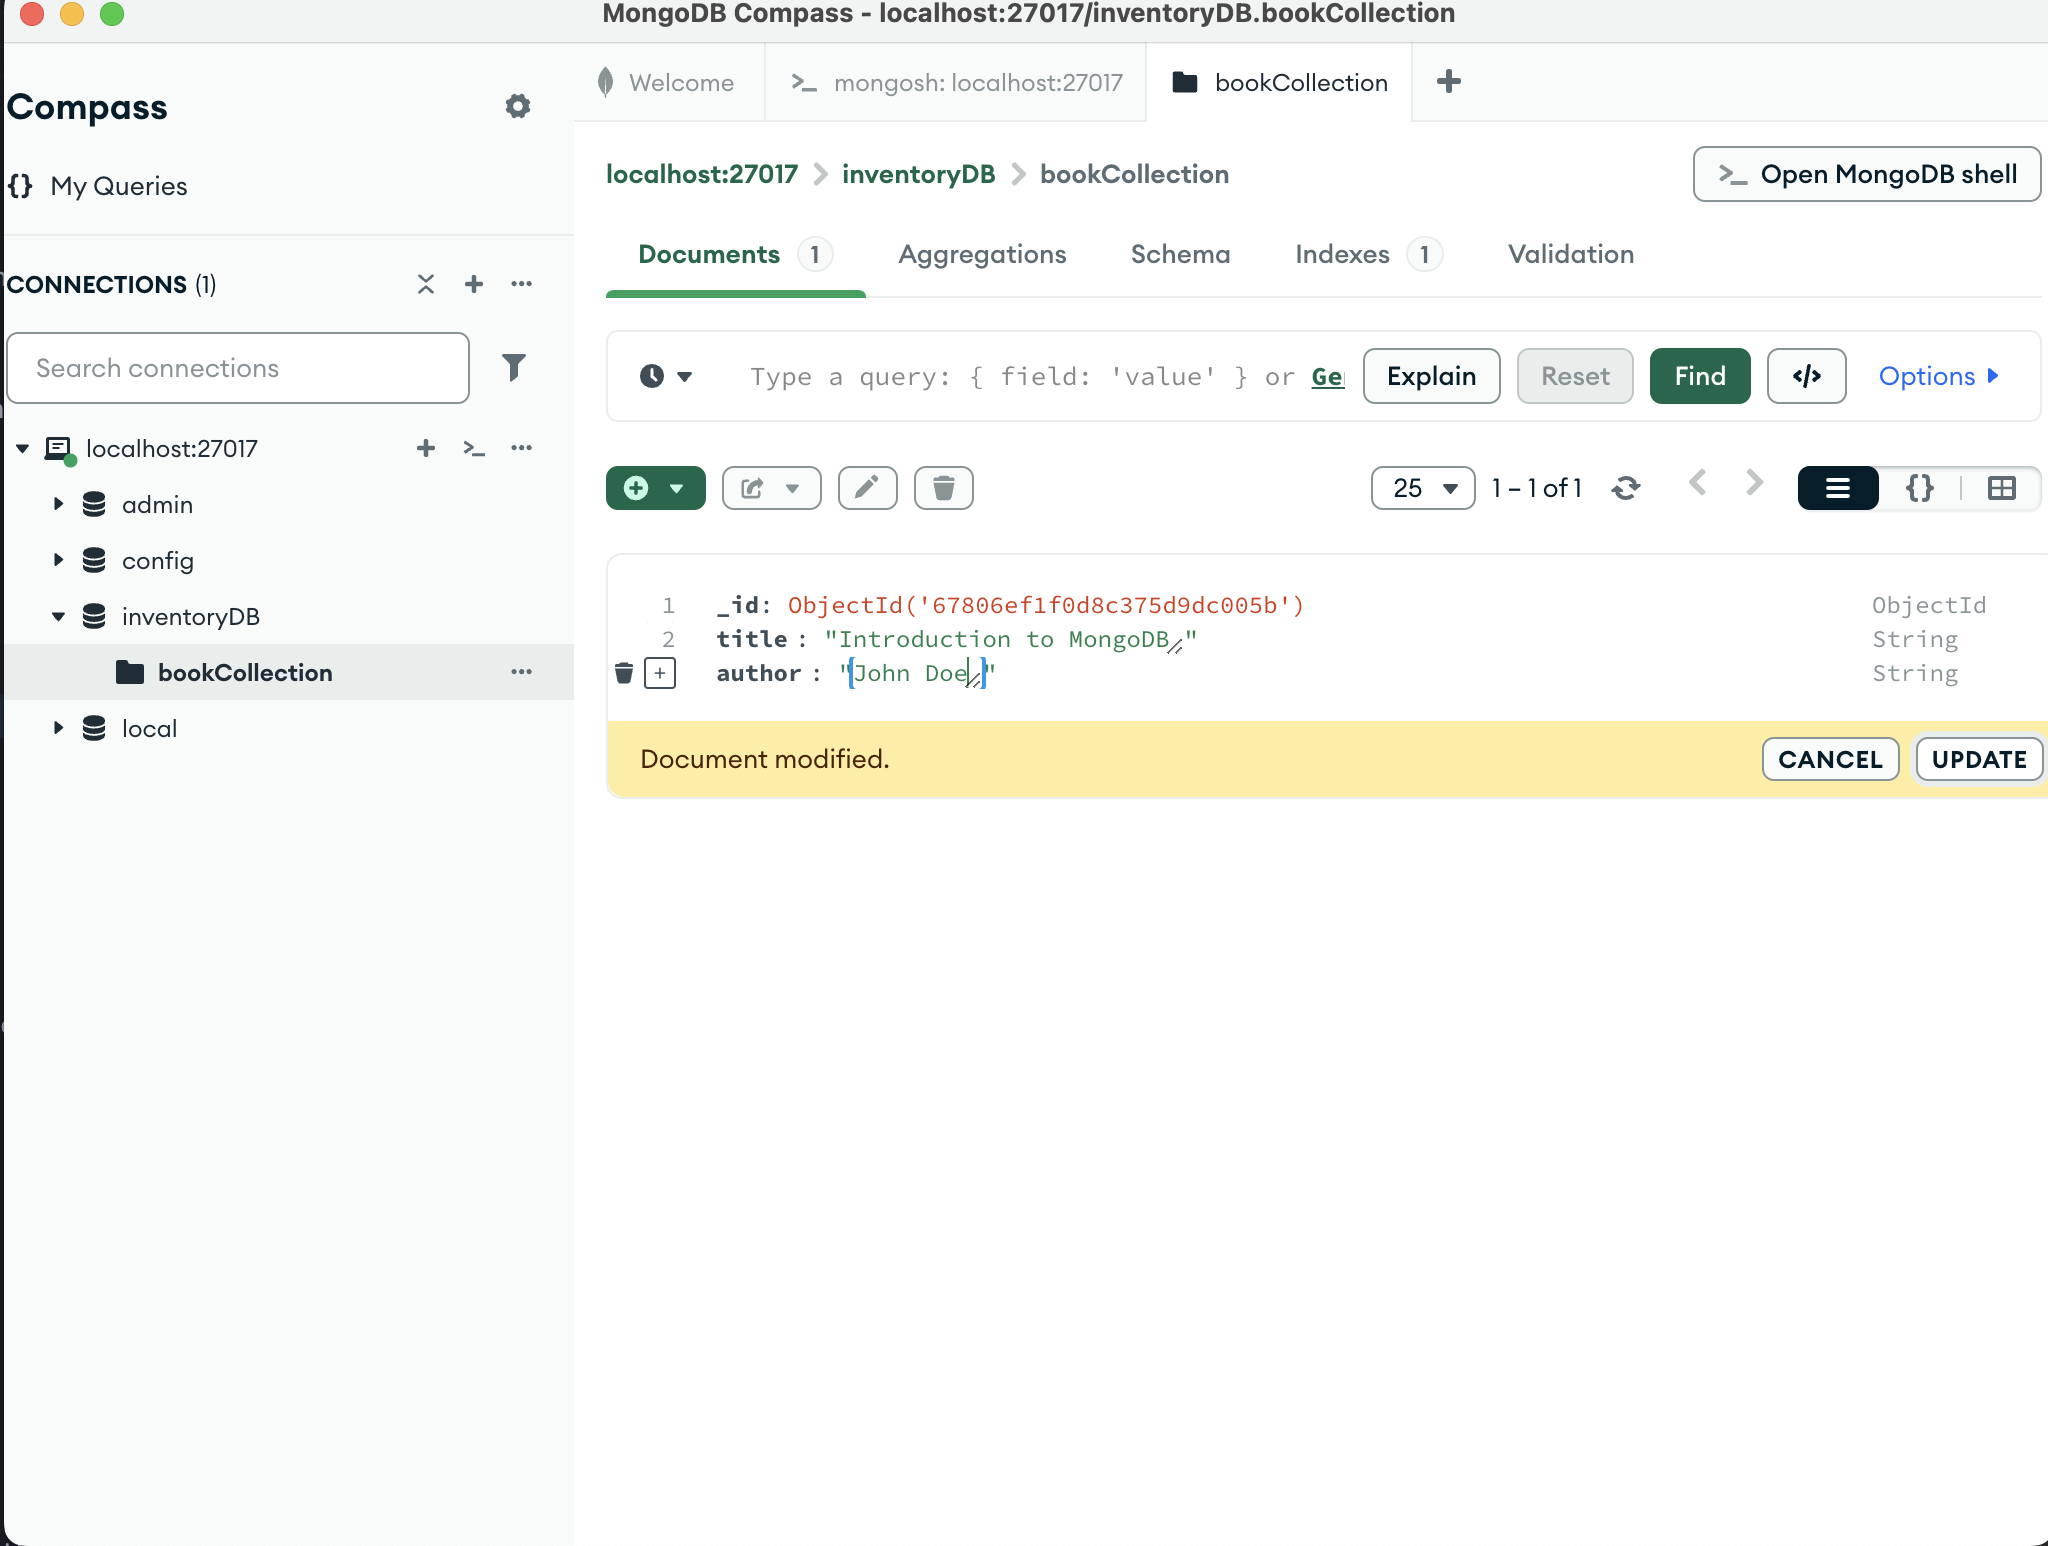 MongoDB Compass - localhost:27017/inventoryDB.bookCollection
Compass
{} My Queries
CONNECTIONS (1)
Search connections
localhost:27017
admin
config
inventoryDB
bookCollection
local
Welcome
>_ mongosh: localhost:27017
bookCollection
localhost:27017 > inventoryDB > bookCollection
>_ Open MongoDB shell
Documents 1 Aggregations Schema Indexes 1 Validation
Type a query: { field: 'value' } or Ge
Explain
Reset
Find
</>
Options
25
1 – 1 of 1
{}
1 _id: ObjectId('67806ef1f0d8c375d9dc005b') ObjectId
2 title : "Introduction to MongoDB" String
author : "John Doe" String
Document modified.
CANCEL
UPDATE